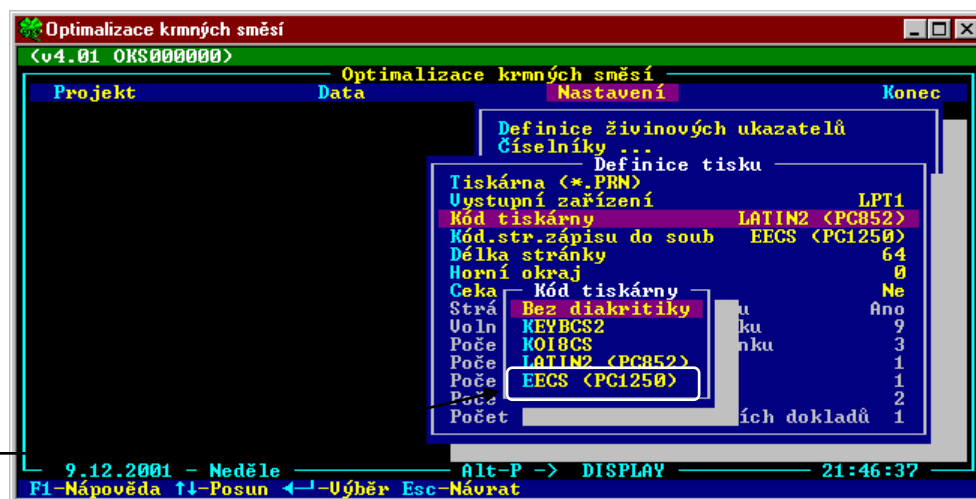 Optimalizace krmných směsí
(v4.01 OKS000000)
Optimalizace krmných směsí
Projekt Data Nastavení Konec
Definice živinových ukazatelů
Číselníky ...
Definice tisku
Tiskárna (*.PRN)
Vystupní zařízení LPT1
Kód tiskárny LATIN2 (PC852)
Kód.str.zápisu do soub EECS (PC1250)
Délka stránky 64
Horní okraj 0
Ceka Kód tiskárny Ne
Strá Bez diakritiky u Ano
Voln KEYBCS2 ku 9
Poče KOI8CS nku 3
Poče LATIN2 (PC852) 1
Poče EECS (PC1250) 1
Poče 2
Počet ích dokladů 1
9.12.2001 - Neděle Alt-P -> DISPLAY 21:46:37
F1-Nápověda ↑↓-Posun ◄─┘-Výběr Esc-Návrat